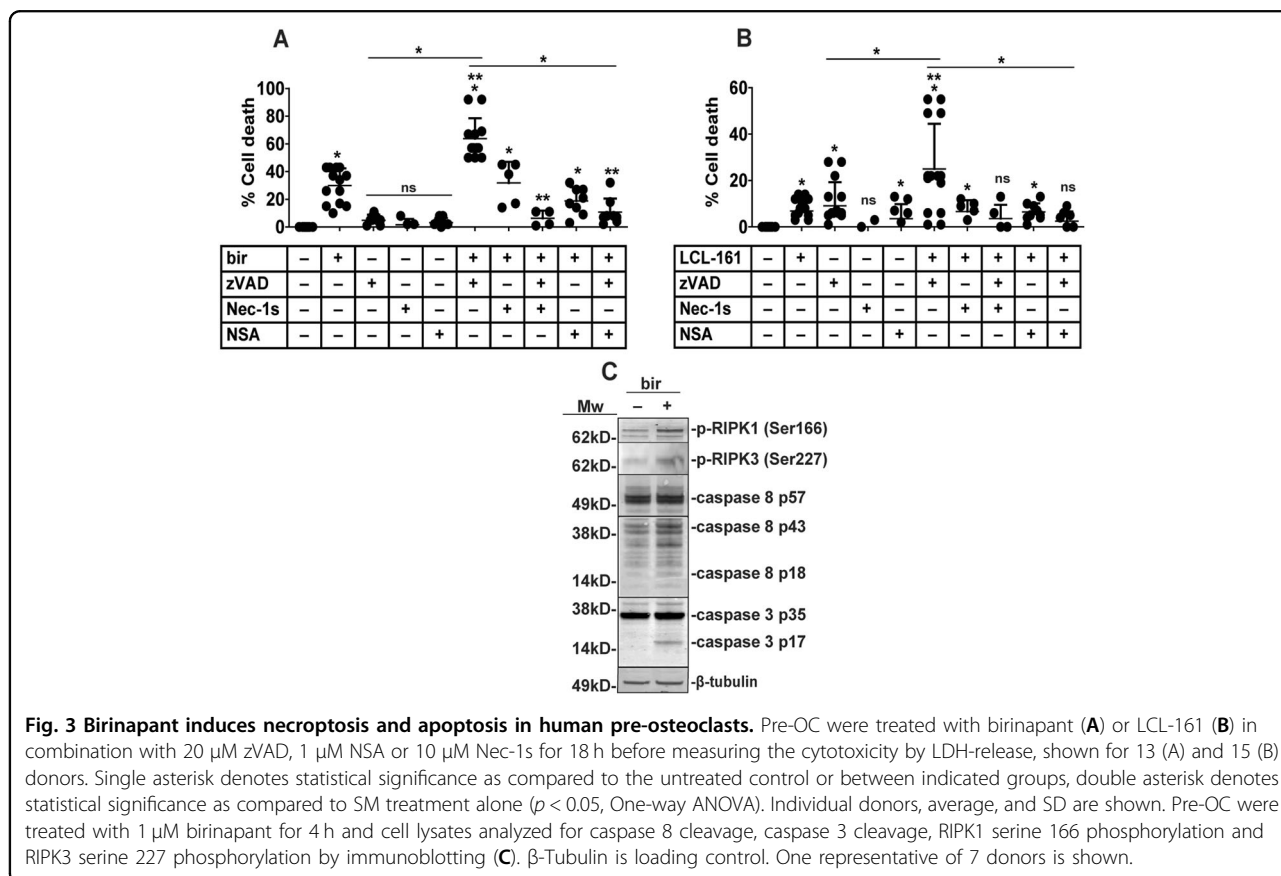 A
*
*
**
*
*
*
**
*
**
ns
100
80
60
40
20
0
% Cell death
bir – + – – – + + + + +
zVAD – – + – – + – + – +
Nec-1s – – – + – – + + – –
NSA – – – – + – – – + +
B
*
*
**
*
*
*
ns
*
*
ns
*
ns
60
40
20
0
% Cell death
LCL-161 – + – – – + + + + +
zVAD – – + – – + – + – +
Nec-1s – – – + – – + + – –
NSA – – – – + – – – + +
C
bir
Mw – +
62kD- -p-RIPK1 (Ser166)
62kD- -p-RIPK3 (Ser227)
49kD- -caspase 8 p57
38kD- -caspase 8 p43
14kD- -caspase 8 p18
38kD- -caspase 3 p35
14kD- -caspase 3 p17
49kD- -β-tubulin
Fig. 3 Birinapant induces necroptosis and apoptosis in human pre-osteoclasts. Pre-OC were treated with birinapant (A) or LCL-161 (B) in
combination with 20 µM zVAD, 1 µM NSA or 10 µM Nec-1s for 18 h before measuring the cytotoxicity by LDH-release, shown for 13 (A) and 15 (B)
donors. Single asterisk denotes statistical significance as compared to the untreated control or between indicated groups, double asterisk denotes
statistical significance as compared to SM treatment alone (p < 0.05, One-way ANOVA). Individual donors, average, and SD are shown. Pre-OC were
treated with 1 µM birinapant for 4 h and cell lysates analyzed for caspase 8 cleavage, caspase 3 cleavage, RIPK1 serine 166 phosphorylation and
RIPK3 serine 227 phosphorylation by immunoblotting (C). β-Tubulin is loading control. One representative of 7 donors is shown.